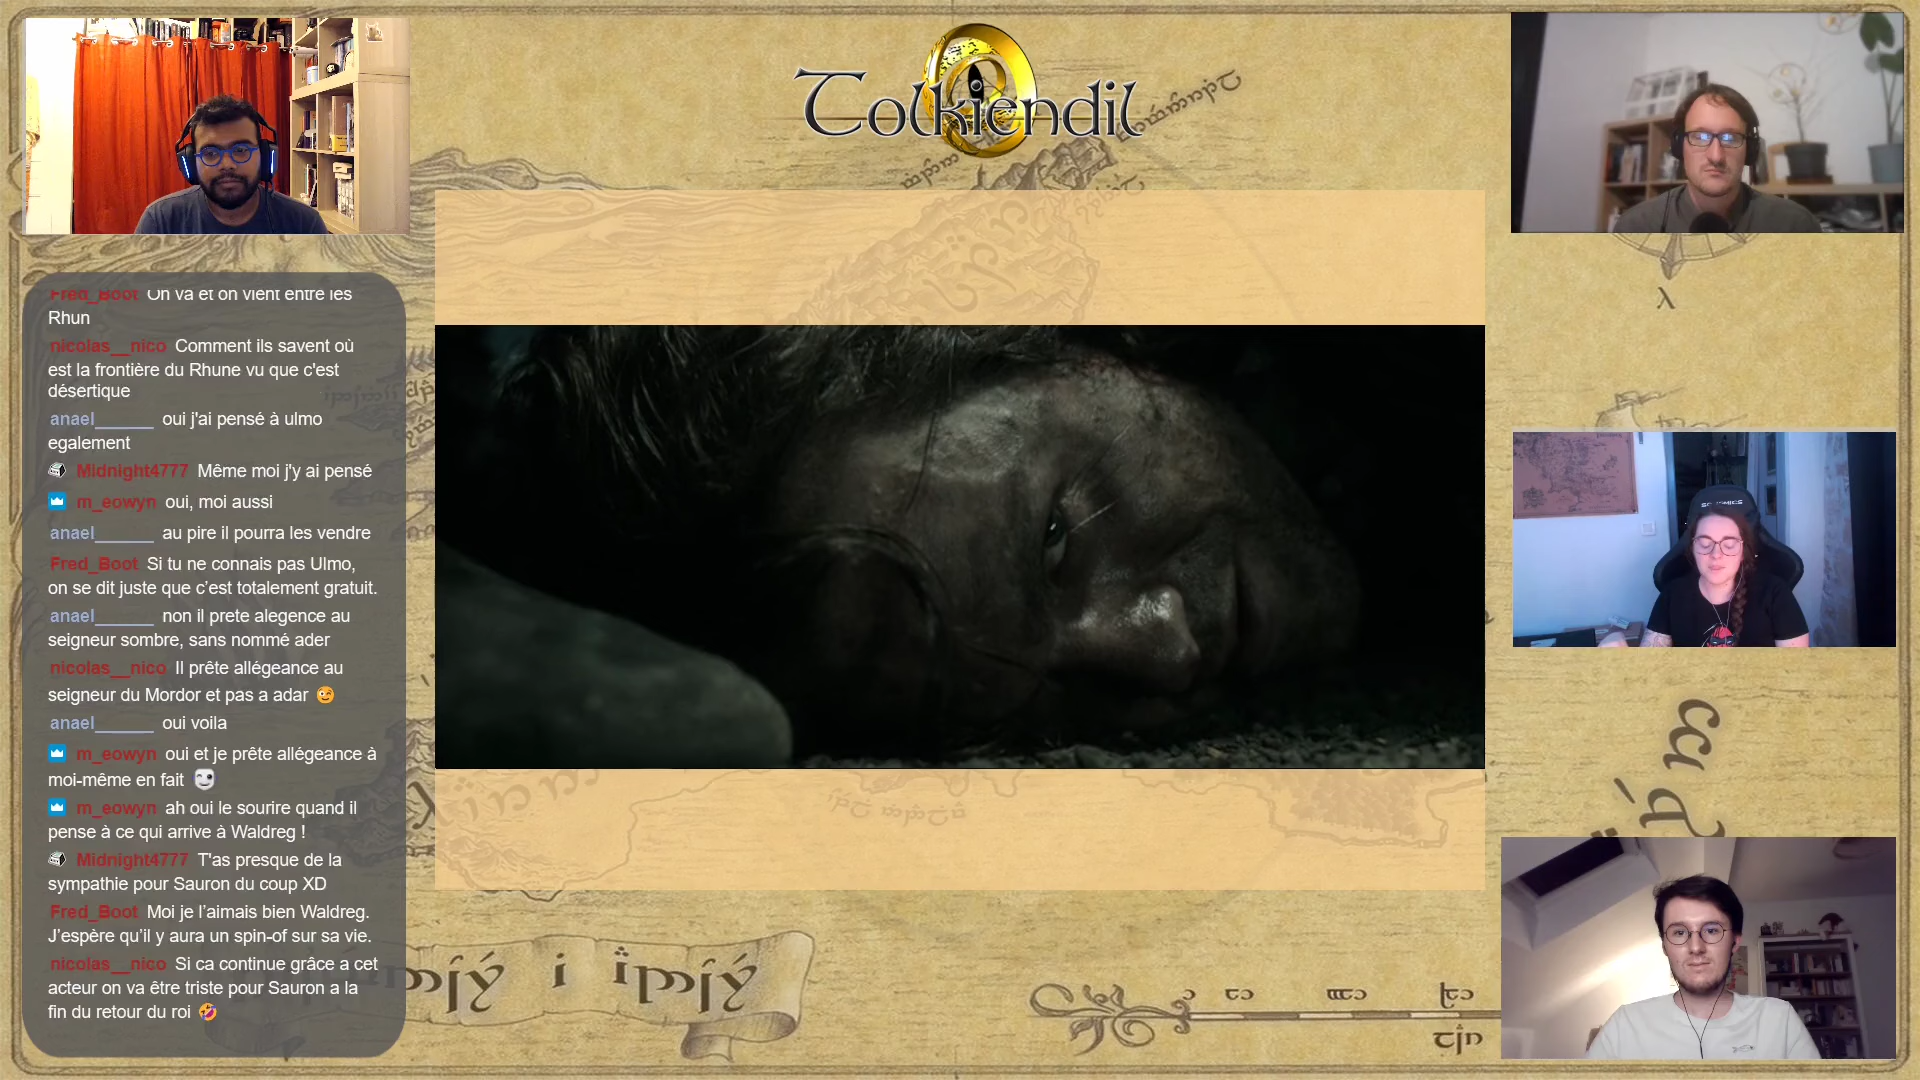 Tolkiendil
Fred_Boot On va et on vient entre les
Rhun
nicolas__nico Comment ils savent où
est la frontière du Rhune vu que c'est
désertique
anael______ oui j'ai pensé à ulmo
egalement
Midnight4777 Même moi j'y ai pensé
m_eowyn oui, moi aussi
anael______ au pire il pourra les vendre
Fred_Boot Si tu ne connais pas Ulmo,
on se dit juste que c’est totalement gratuit.
anael______ non il prete alegence au
seigneur sombre, sans nommé ader
nicolas__nico Il prête allégeance au
seigneur du Mordor et pas a adar 😉
anael______ oui voila
m_eowyn oui et je prête allégeance à
moi-même en fait
m_eowyn ah oui le sourire quand il
pense à ce qui arrive à Waldreg !
Midnight4777 T'as presque de la
sympathie pour Sauron du coup XD
Fred_Boot Moi je l’aimais bien Waldreg.
J’espère qu’il y aura un spin-of sur sa vie.
nicolas__nico Si ca continue grâce a cet
acteur on va être triste pour Sauron a la
fin du retour du roi 🤣